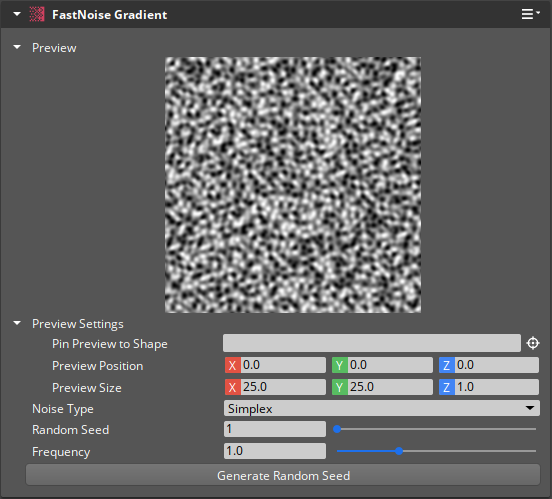 FastNoise Gradient
Preview
Preview Settings
Pin Preview to Shape
Preview Position X 0.0 Y 0.0 Z 0.0
Preview Size X 25.0 Y 25.0 Z 1.0
Noise Type Simplex
Random Seed 1
Frequency 1.0
Generate Random Seed